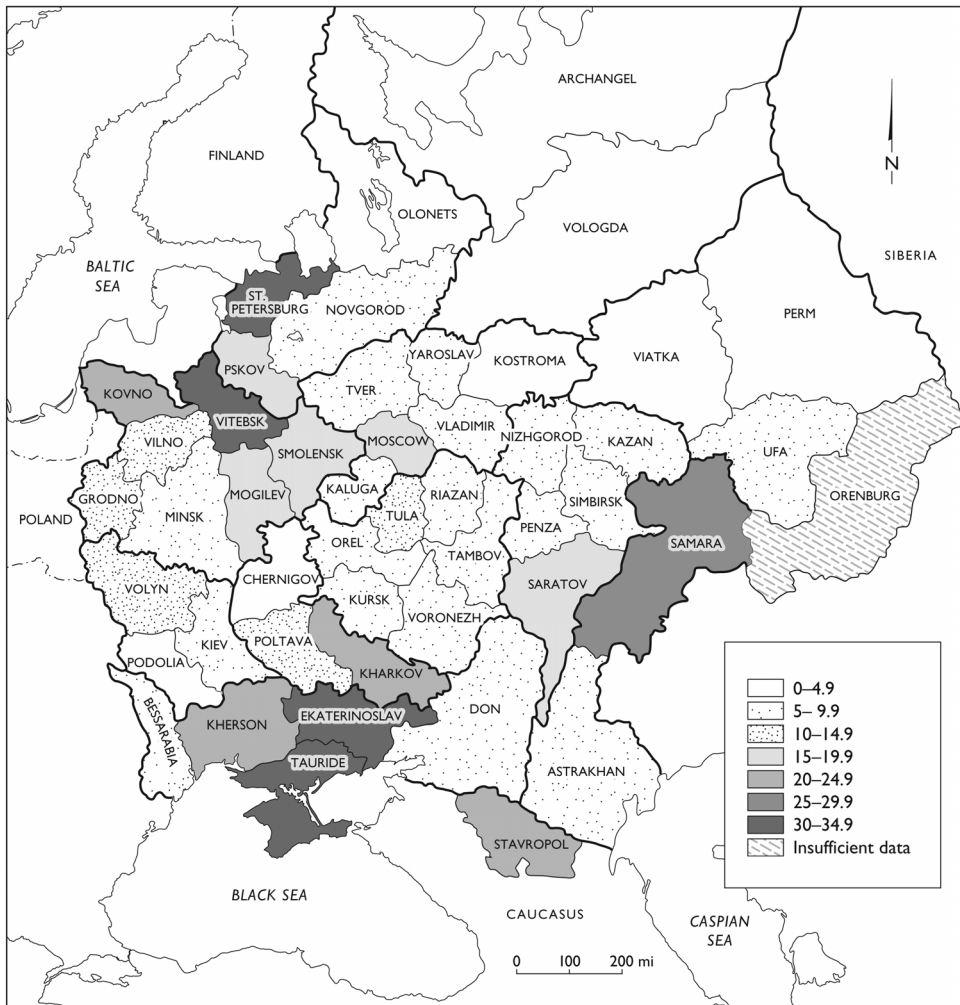 ARCHANGEL
FINLAND
N
OLONETS
VOLOGDA
SIBERIA
BALTIC
SEA
ST.
PETERSBURG
NOVGOROD
PERM
YAROSLAV
KOSTROMA
VIATKA
PSKOV
TVER
KOVNO
VITEBSK
VLADIMIR
NIZHGOROD
KAZAN
MOSCOW
VILNO
SMOLENSK
UFA
KALUGA
RIAZAN
MOGILEV
GRODNO
ORENBURG
SIMBIRSK
POLAND
MINSK
TULA
PENZA
OREL
SAMARA
TAMBOV
CHERNIGOV
SARATOV
VOLYN
KURSK
VORONEZH
POLTAVA
KIEV
PODOLIA
KHARKOV
BESSARABIA
DON
KHERSON
EKATERINOSLAV
TAURIDE
ASTRAKHAN
STAVROPOL
0–4.9
5– 9.9
10–14.9
15–19.9
20–24.9
25–29.9
30–34.9
Insufficient data
BLACK SEA
CAUCASUS
CASPIAN
SEA
0 100 200 mi